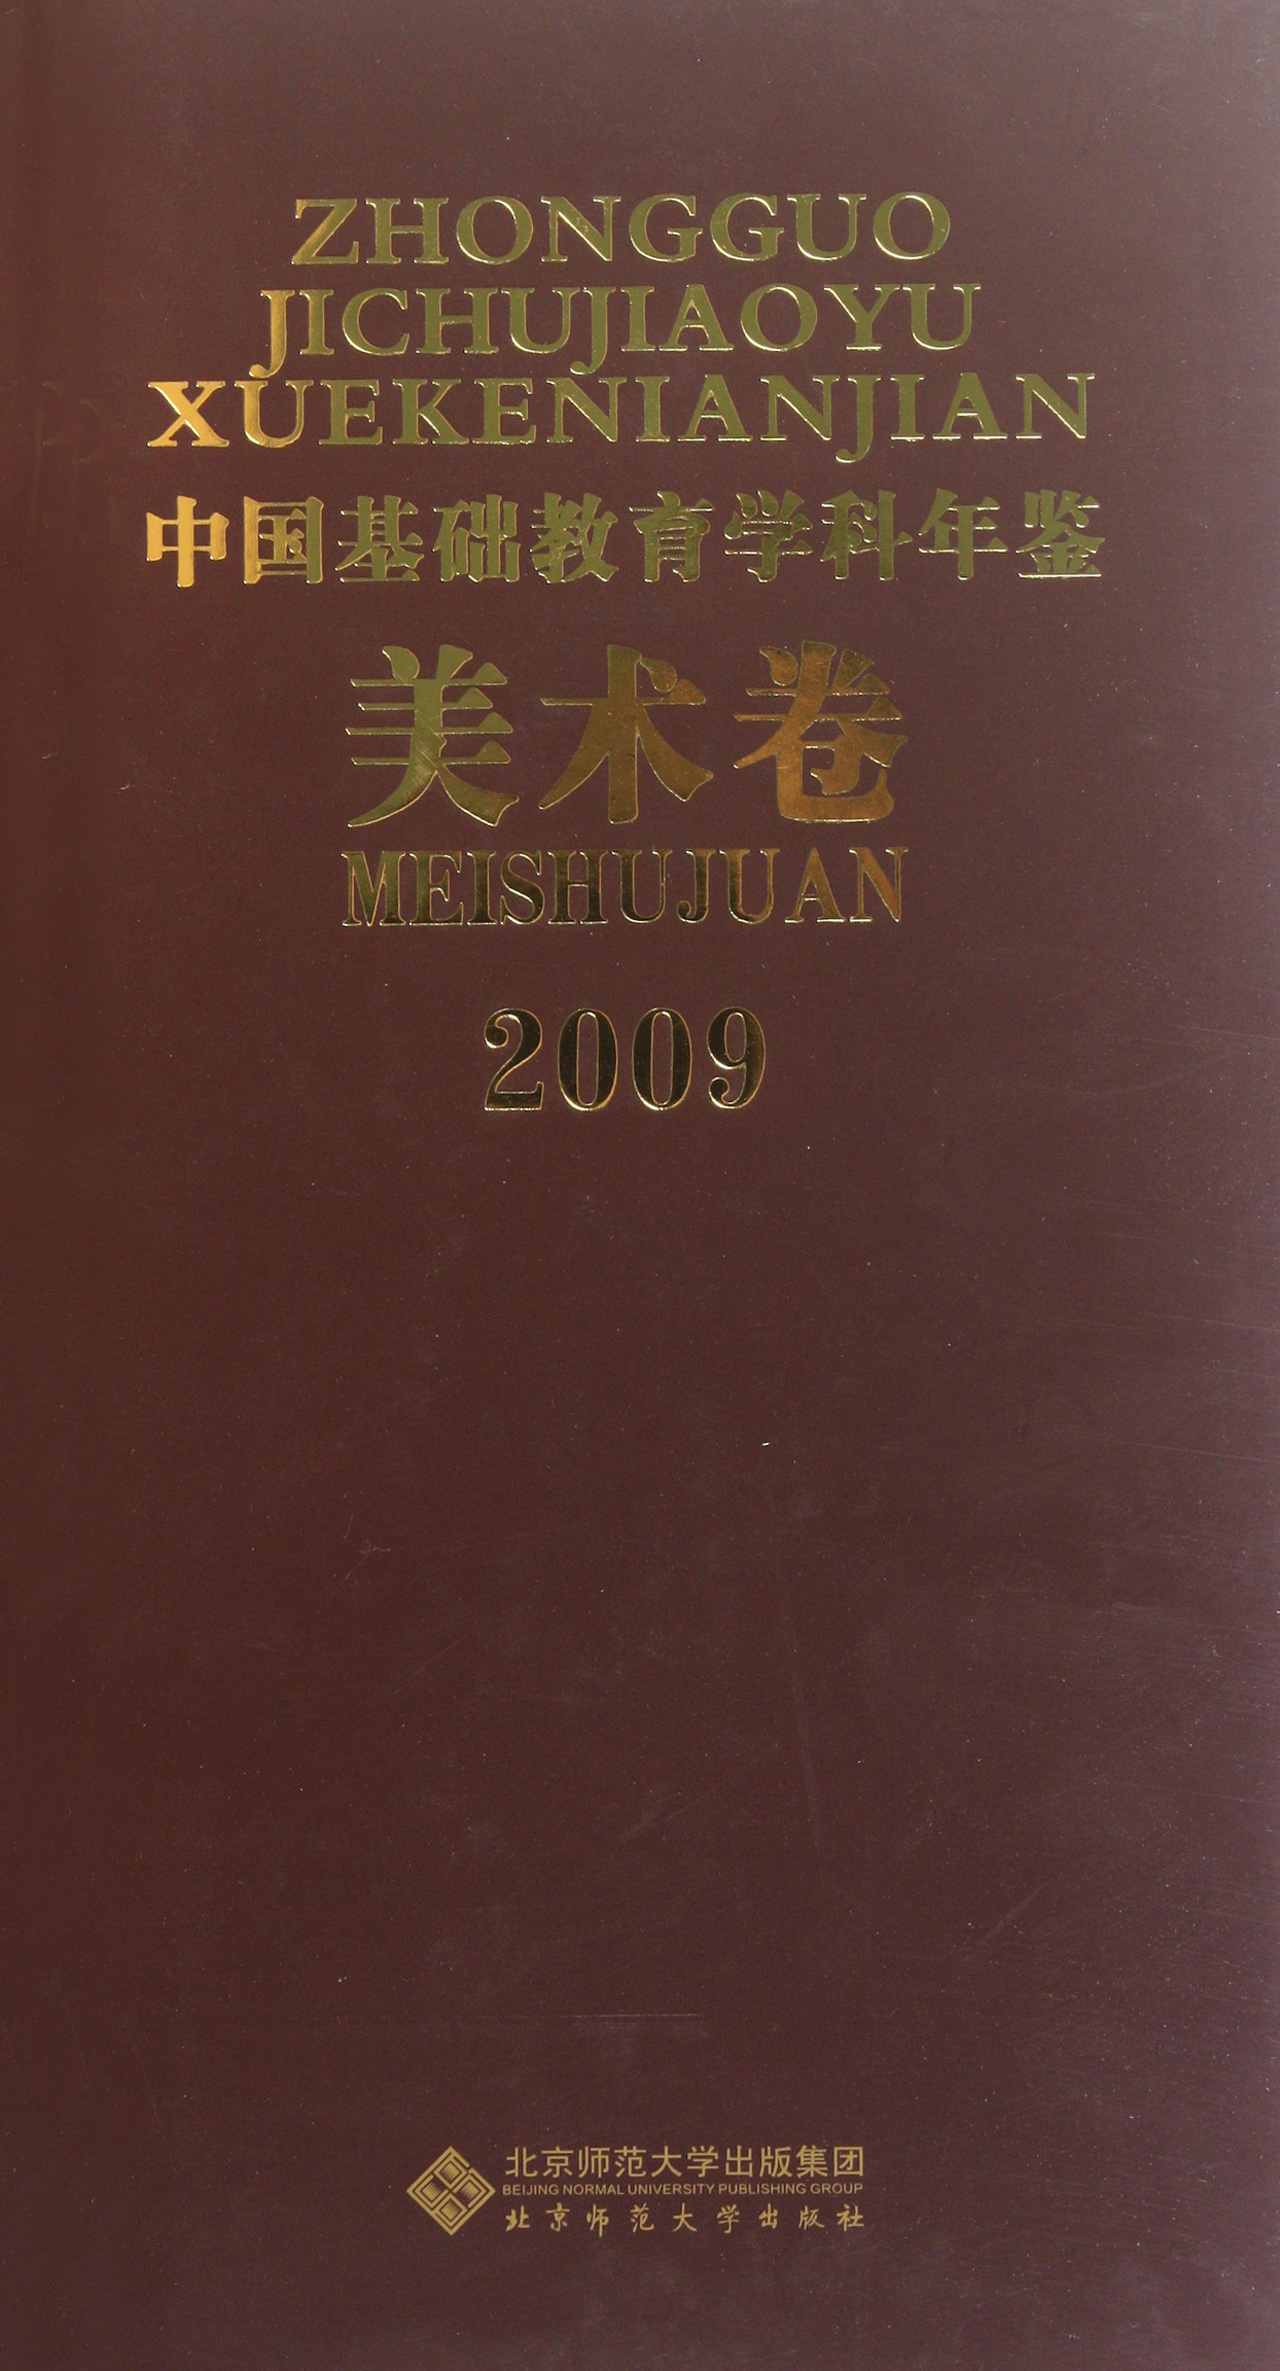 ZHONGGUO
JICHUJIAOYU
XUEKENIANJIAN
中国基础教育学科年鉴
美术卷
MEISHUJUAN
2009
北京师范大学出版集团
BEIJING NORMAL UNIVERSITY PUBLISHING GROUP
北京师范大学出版社